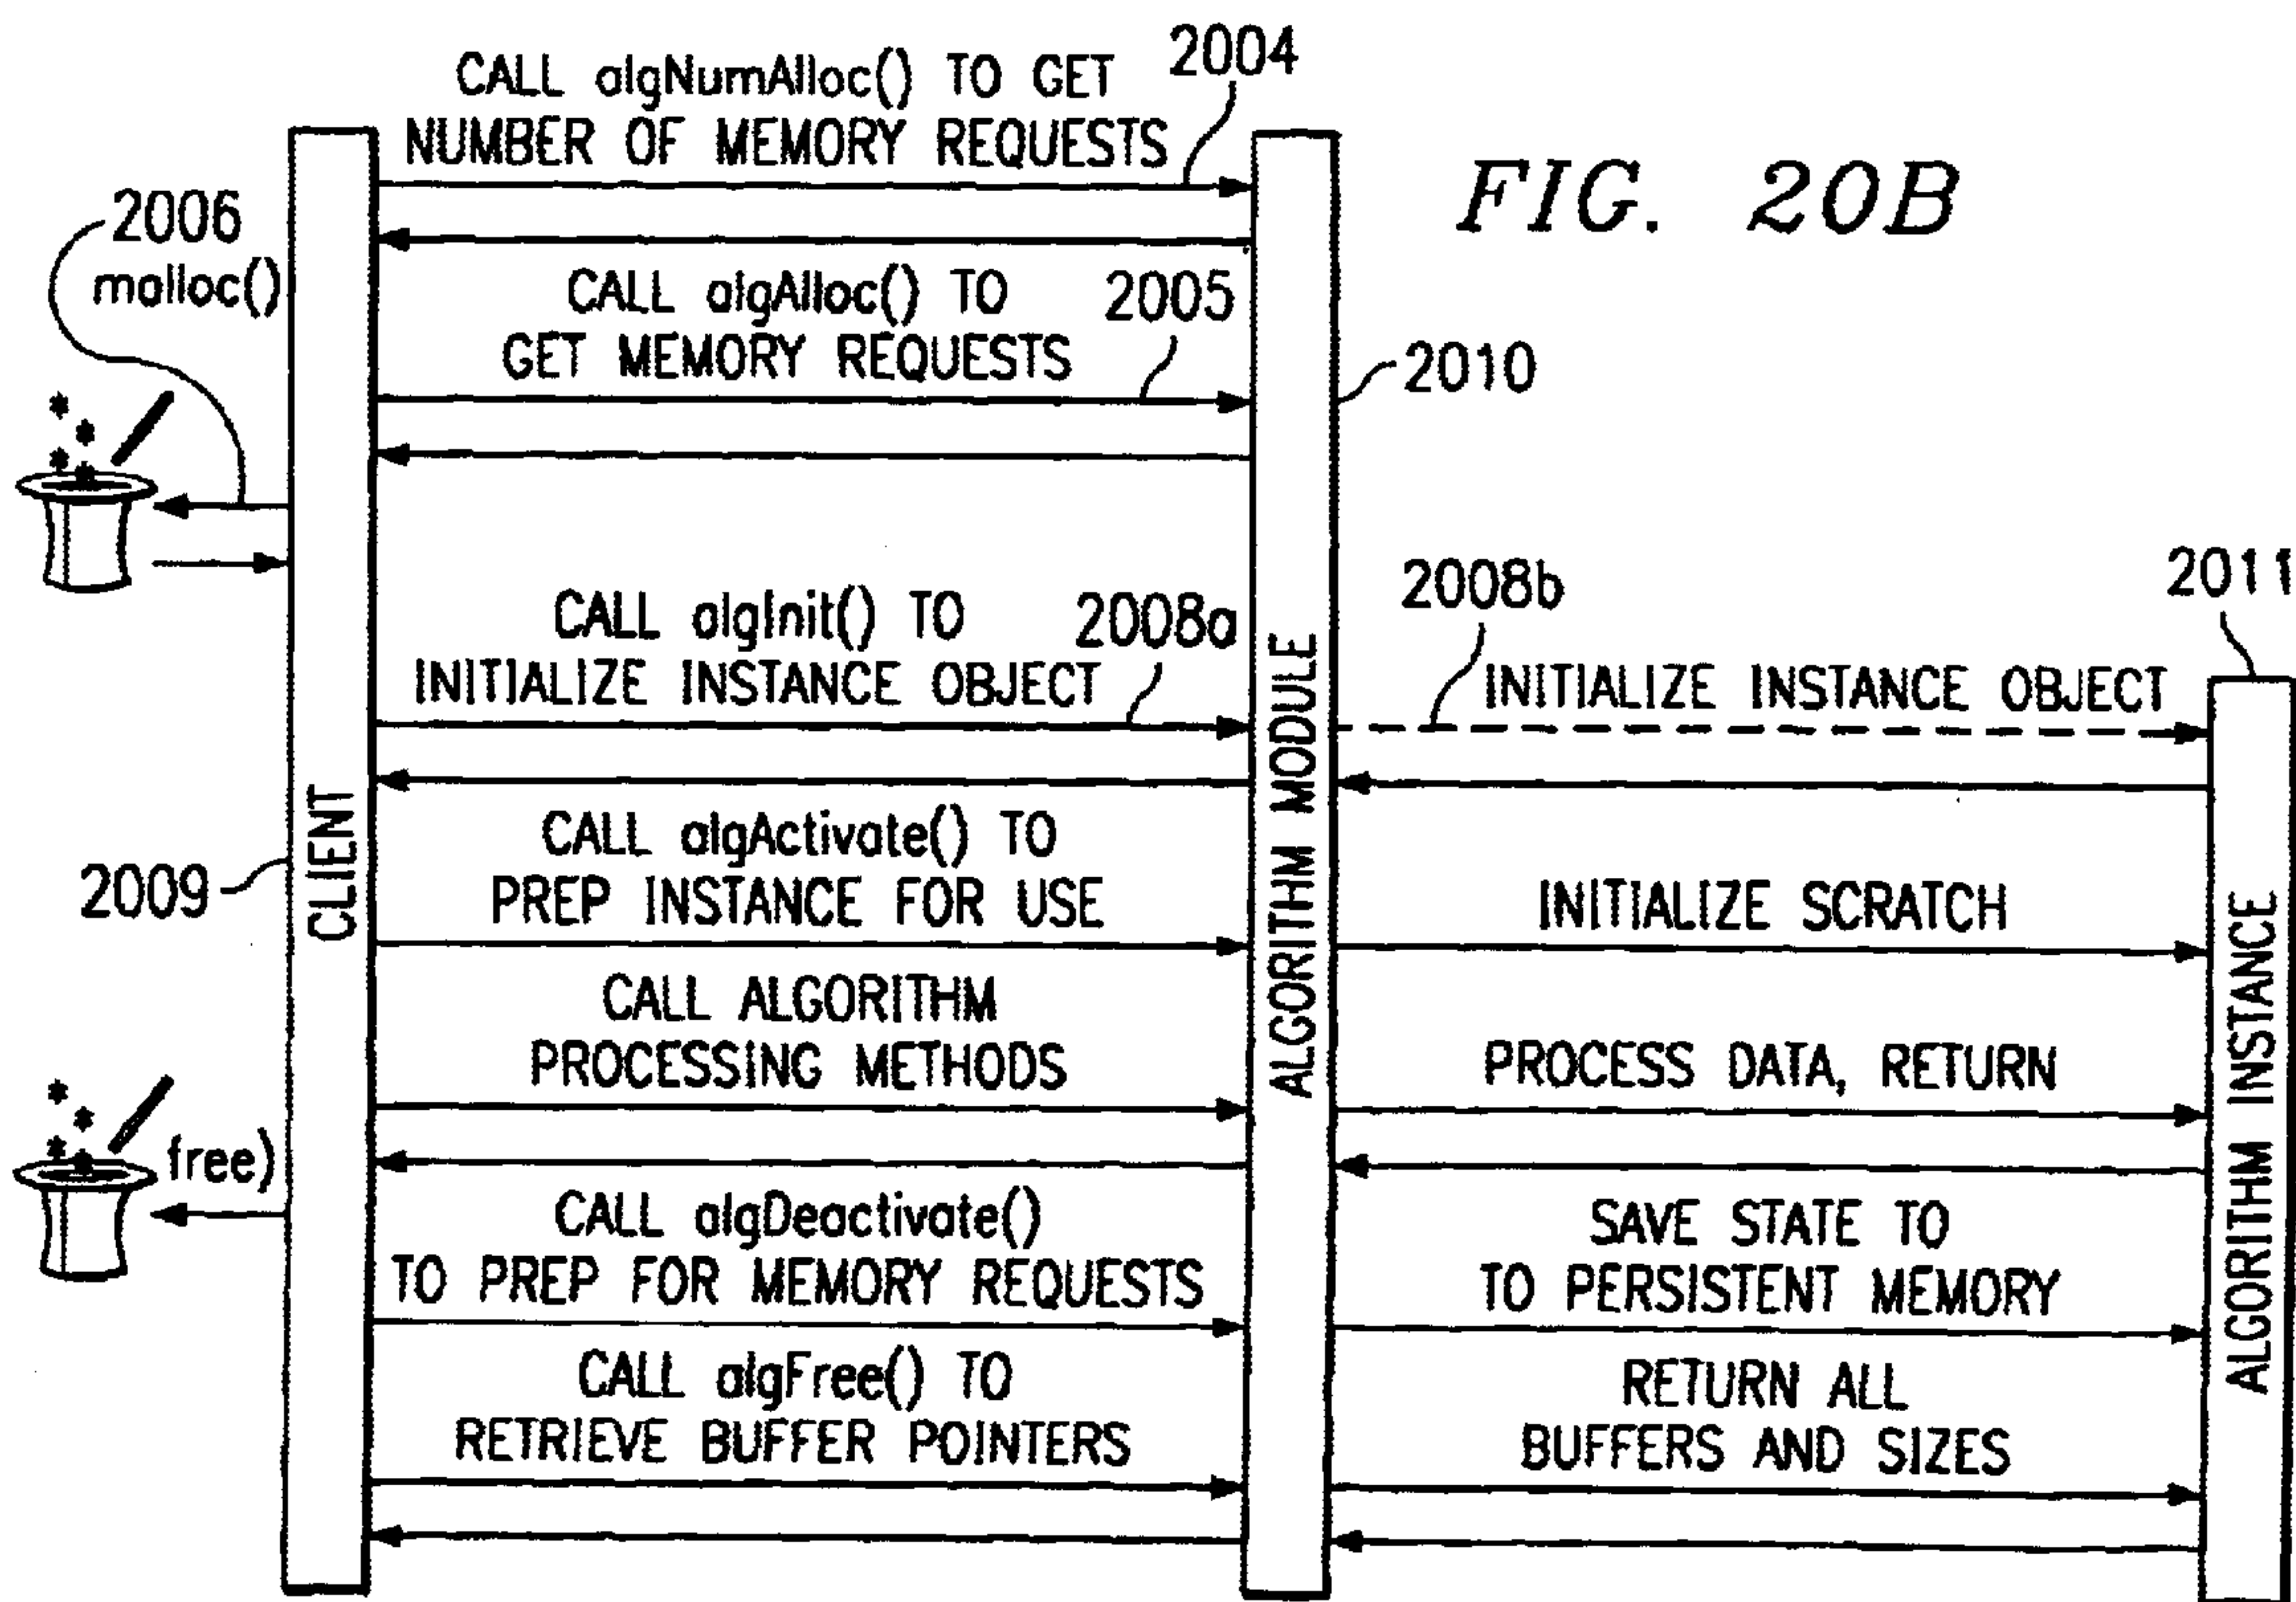 2004
CALL algNumAlloc() TO GET
NUMBER OF MEMORY REQUESTS
FIG. 20B
2006
malloc()
CALL algAlloc() TO
GET MEMORY REQUESTS
2005
2010
CALL algInit() TO
INITIALIZE INSTANCE OBJECT
2008a
2008b
INITIALIZE INSTANCE OBJECT
2011
CLIENT
2009
ALGORITHM MODULE
ALGORITHM INSTANCE
CALL algActivate() TO
PREP INSTANCE FOR USE
INITIALIZE SCRATCH
CALL ALGORITHM
PROCESSING METHODS
PROCESS DATA, RETURN
free)
CALL algDeactivate()
TO PREP FOR MEMORY REQUESTS
SAVE STATE TO
TO PERSISTENT MEMORY
CALL algFree() TO
RETRIEVE BUFFER POINTERS
RETURN ALL
BUFFERS AND SIZES